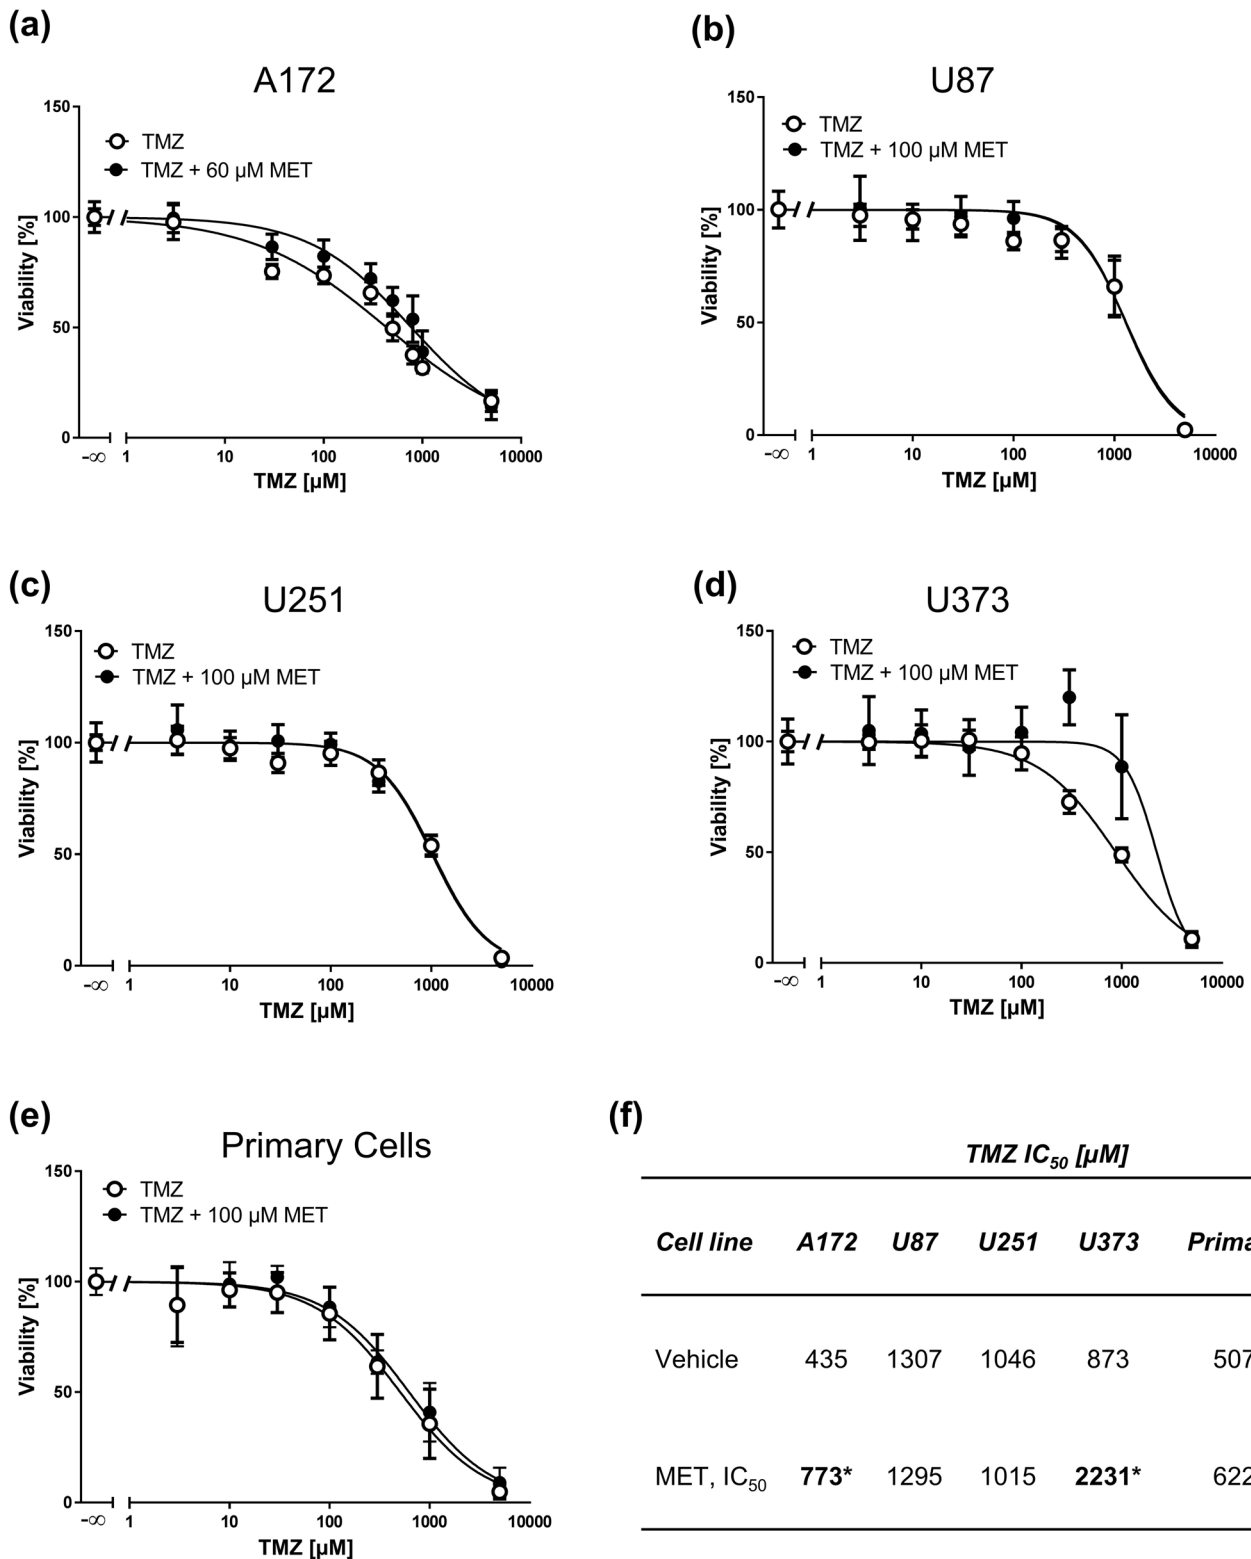 (a)
A172
150
100
50
0
Viability [%]
TMZ
TMZ + 60 µM MET
-∞
1
10
100
1000
10000
TMZ [µM]
(b)
U87
150
100
50
0
Viability [%]
TMZ
TMZ + 100 µM MET
-∞
1
10
100
1000
10000
TMZ [µM]
(c)
U251
150
100
50
0
Viability [%]
TMZ
TMZ + 100 µM MET
-∞
1
10
100
1000
10000
TMZ [µM]
(d)
U373
150
100
50
0
Viability [%]
TMZ
TMZ + 100 µM MET
-∞
1
10
100
1000
10000
TMZ [µM]
(e)
Primary Cells
150
100
50
0
Viability [%]
TMZ
TMZ + 100 µM MET
-∞
1
10
100
1000
10000
TMZ [µM]
(f)
TMZ IC50 [µM]
Cell line A172 U87 U251 U373 Prima
Vehicle 435 1307 1046 873 507
MET, IC50 773* 1295 1015 2231* 622